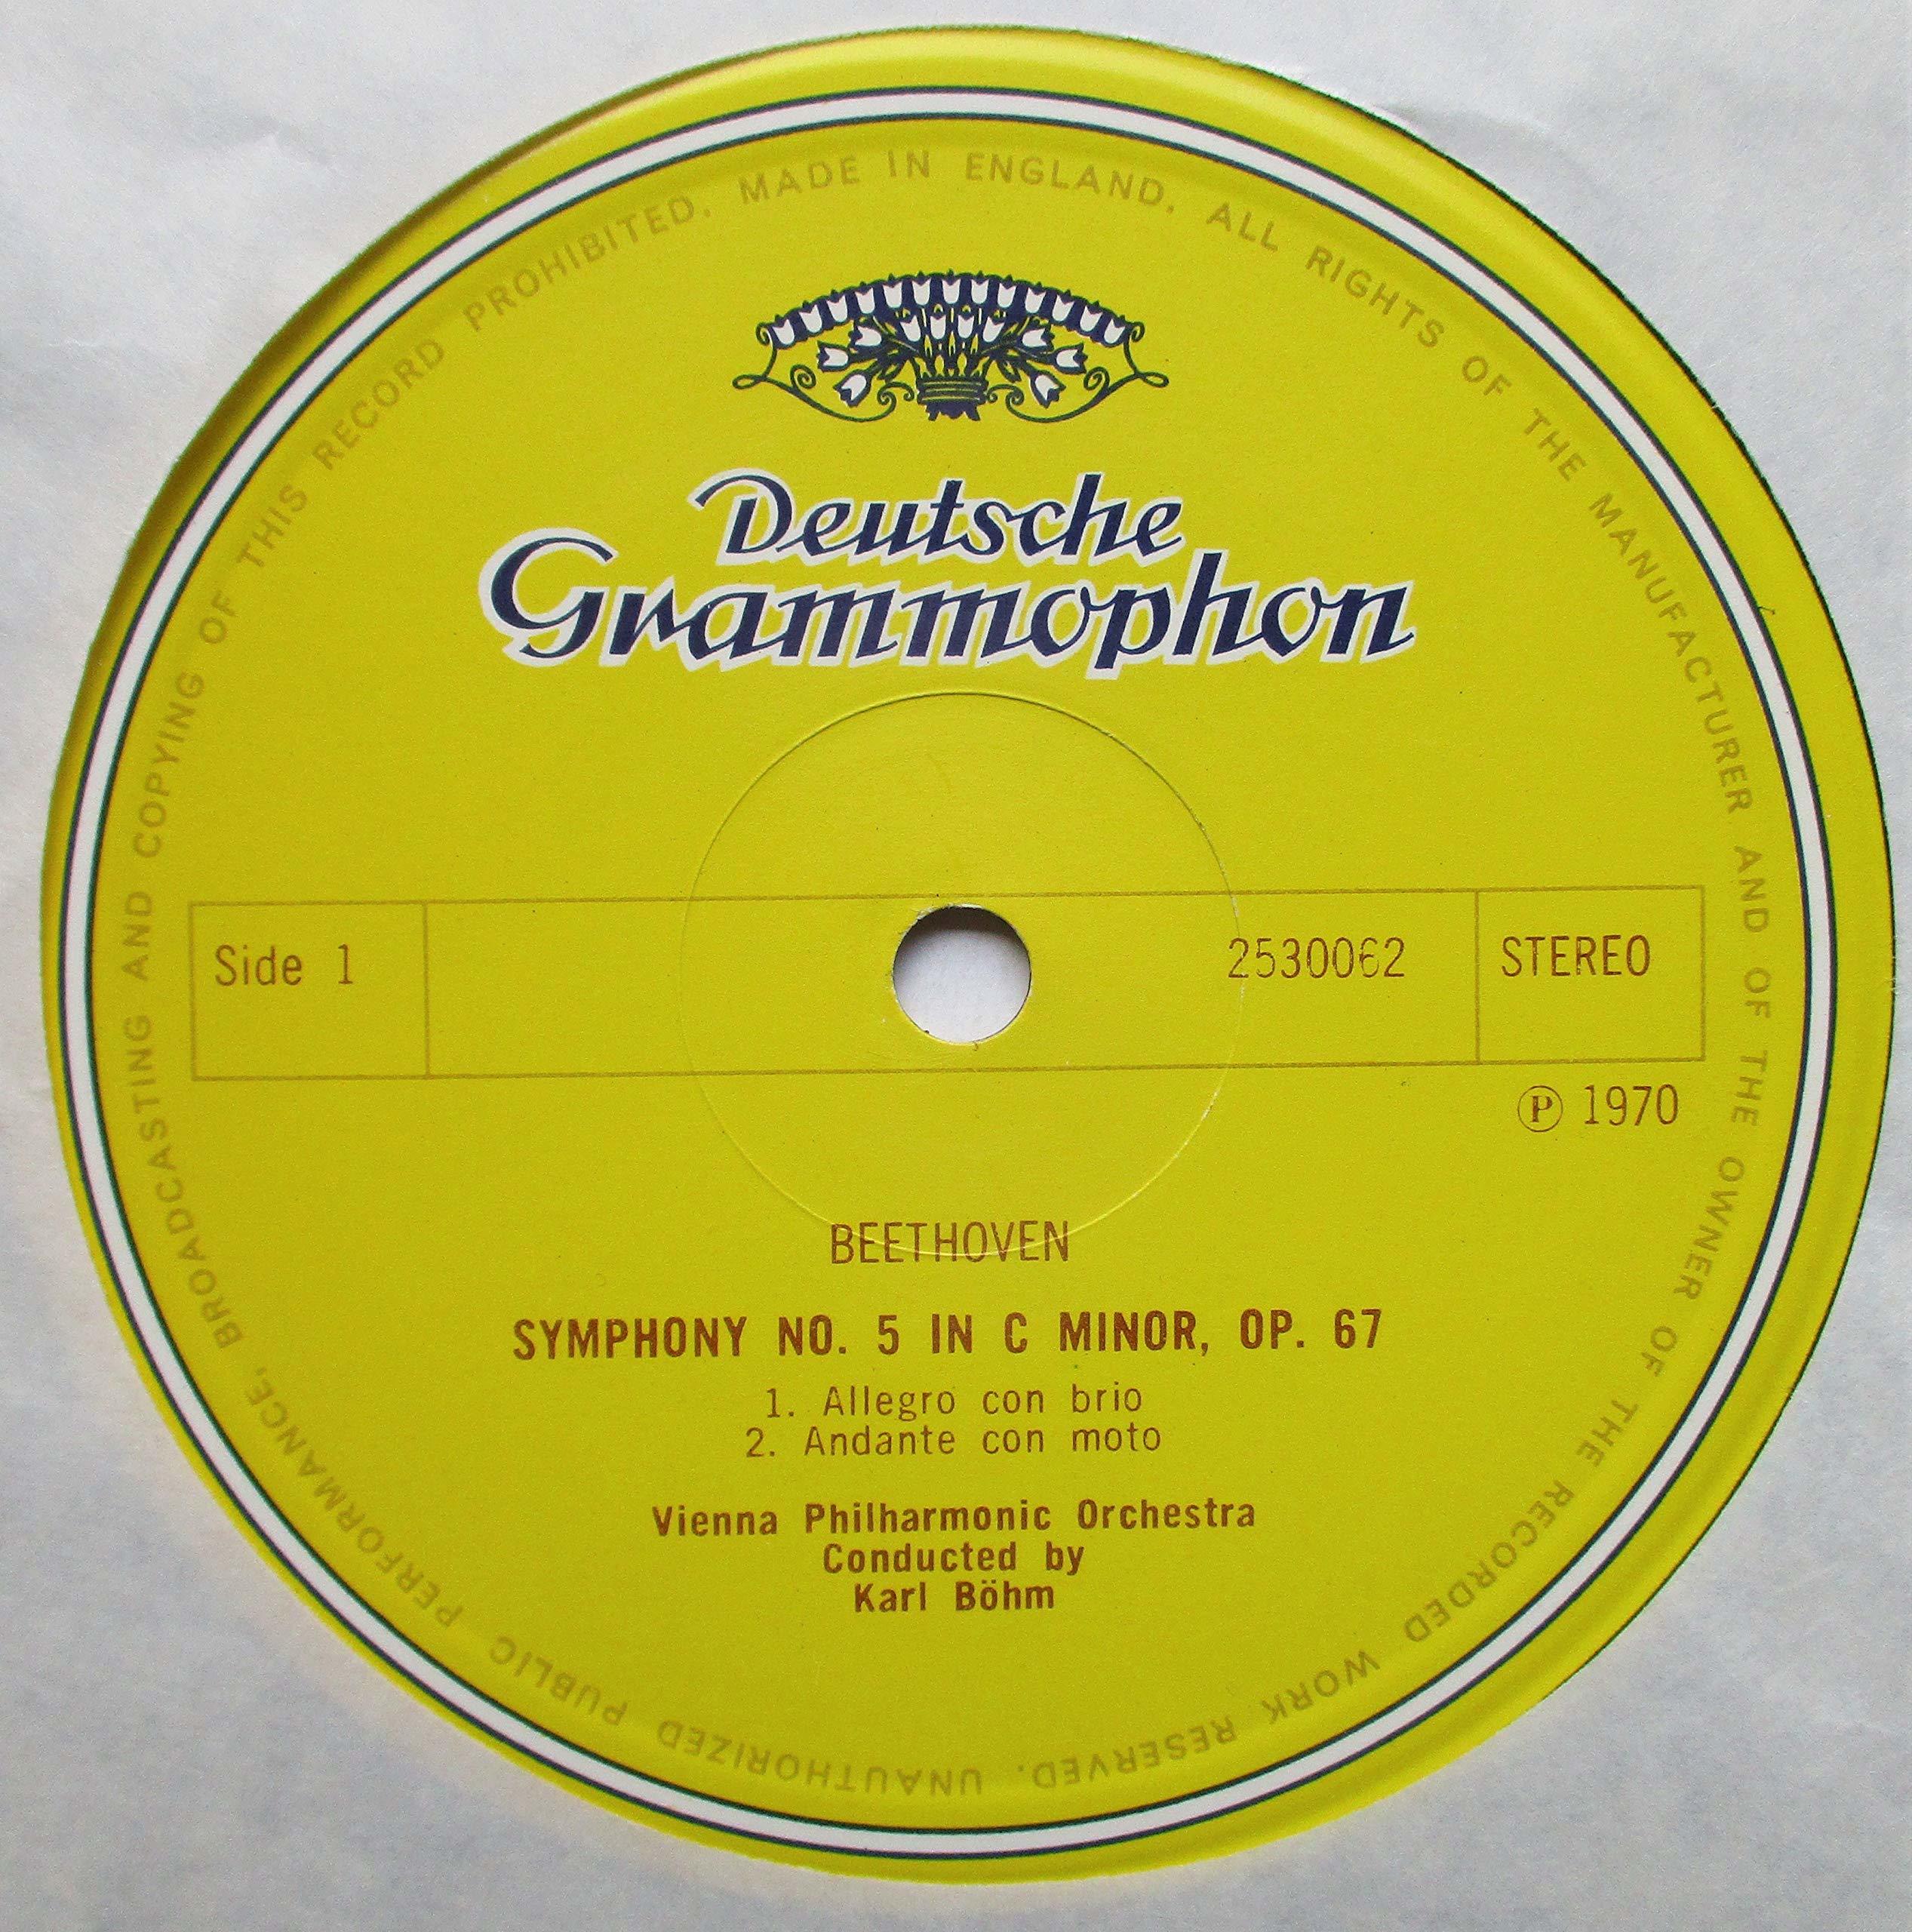 MADE IN ENGLAND. ALL RIGHTS OF THE MANUFACTURER AND OF THE OWNER OF THE RECORDED WORK RESERVED. UNAUTHORIZED PUBLIC PERFORMANCE, BROADCASTING AND COPYING OF THIS RECORD PROHIBITED.
Deutsche
Grammophon
Side 1 2530062 STEREO
℗ 1970
BEETHOVEN
SYMPHONY NO. 5 IN C MINOR, OP. 67
1. Allegro con brio
2. Andante con moto
Vienna Philharmonic Orchestra
Conducted by
Karl Böhm